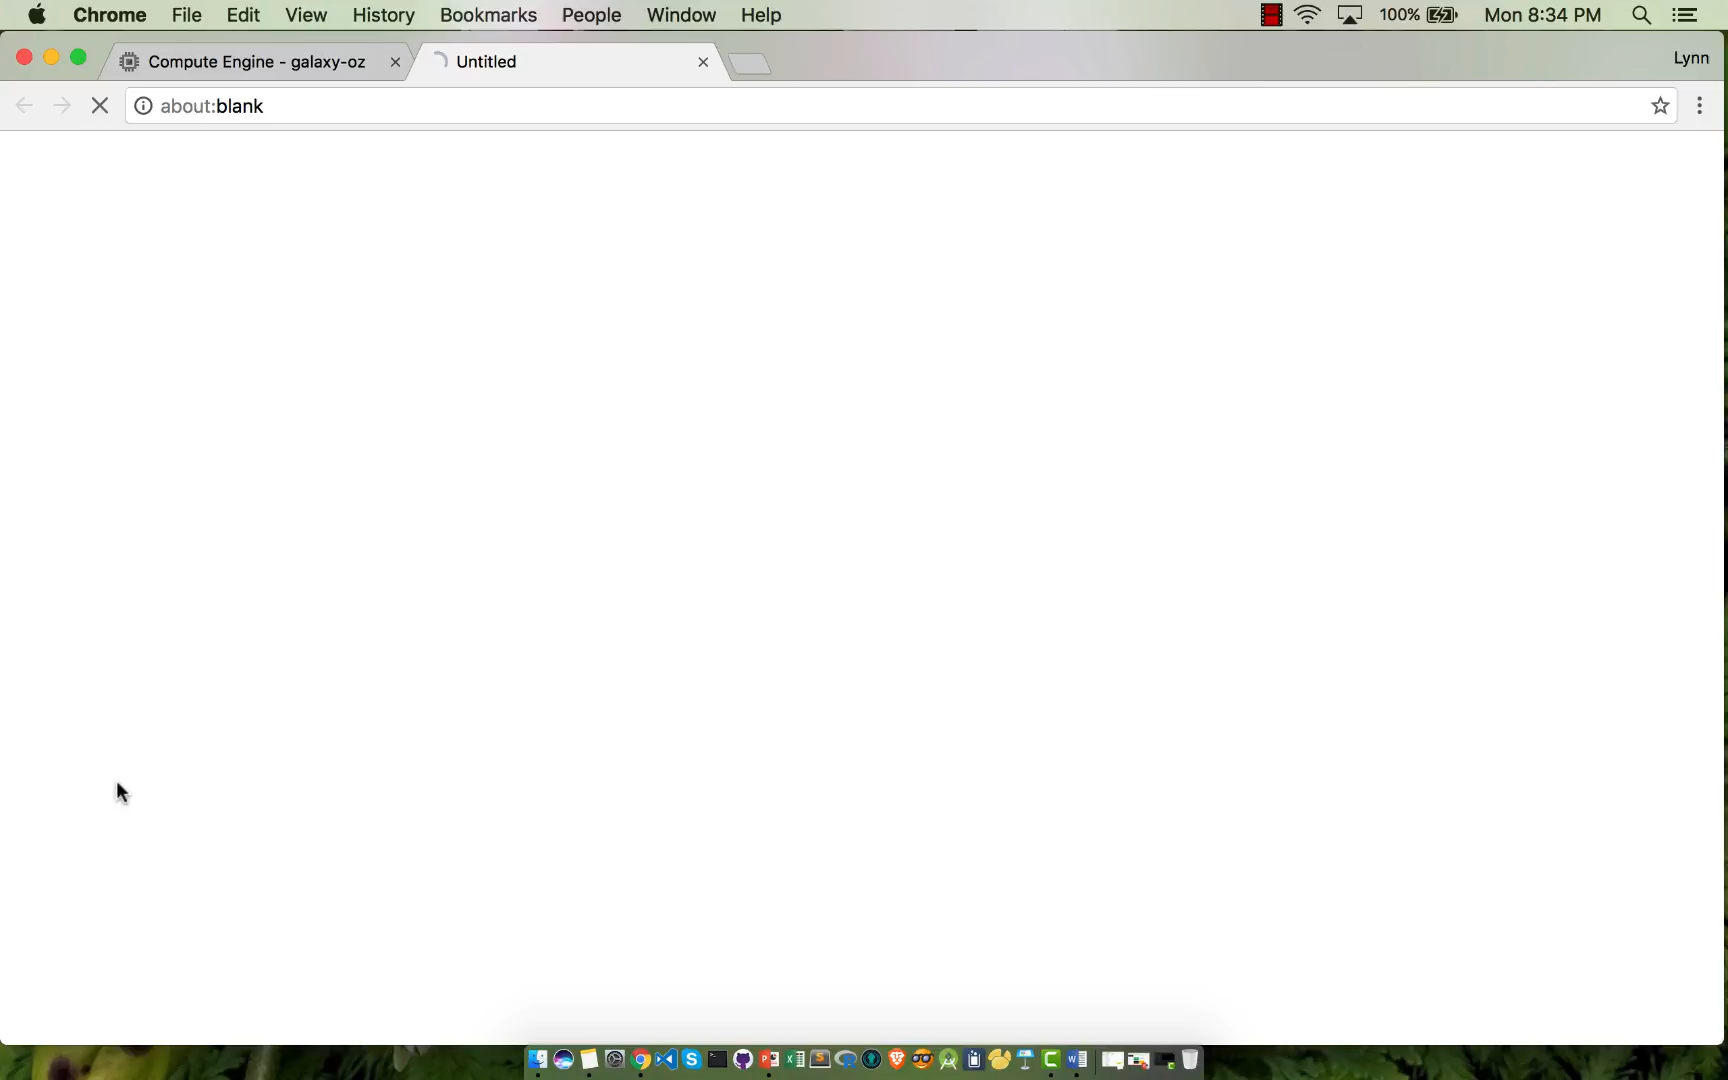 Chrome File Edit View History Bookmarks People Window Help 100% Mon 8:34 PM
Compute Engine - galaxy-oz Untitled Lynn
about:blank